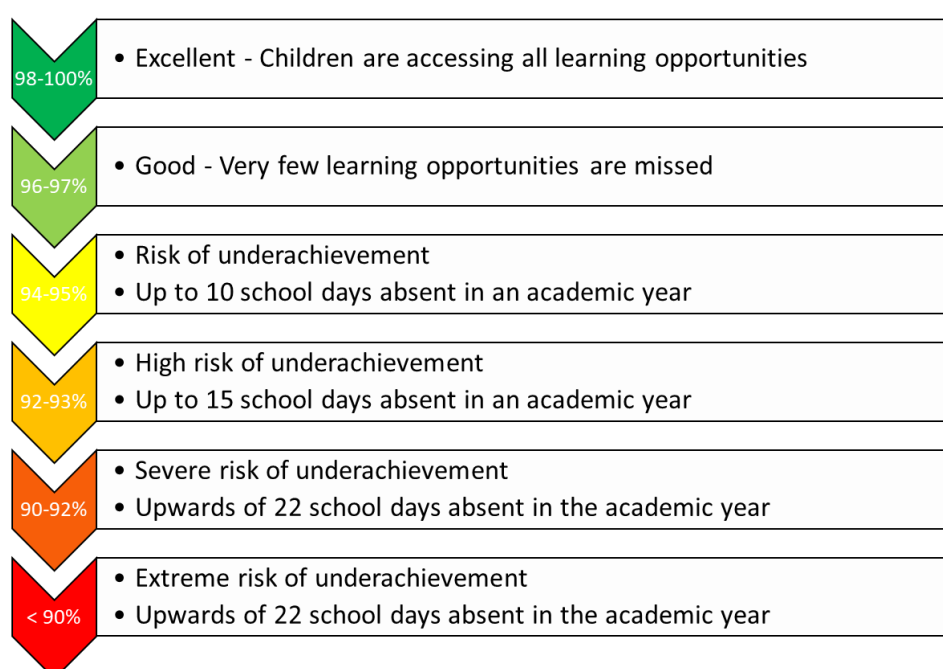 98-100%
• Excellent - Children are accessing all learning opportunities
96-97%
• Good - Very few learning opportunities are missed
94-95%
• Risk of underachievement
• Up to 10 school days absent in an academic year
92-93%
• High risk of underachievement
• Up to 15 school days absent in an academic year
90-92%
• Severe risk of underachievement
• Upwards of 22 school days absent in the academic year
< 90%
• Extreme risk of underachievement
• Upwards of 22 school days absent in the academic year